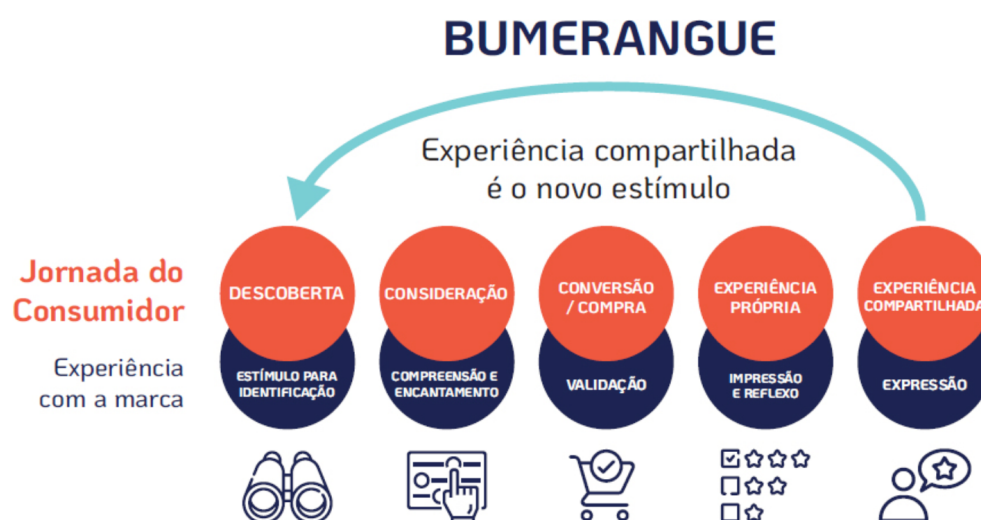 BUMERANGUE
Experiência compartilhada
é o novo estímulo
Jornada do
Consumidor
DESCOBERTA
CONSIDERAÇÃO
CONVERSÃO
/ COMPRA
EXPERIÊNCIA
PRÓPRIA
EXPERIÊNCIA
COMPARTILHADA
Experiência
com a marca
ESTÍMULO PARA
IDENTIFICAÇÃO
COMPREENSÃO E
ENCANTAMENTO
VALIDAÇÃO
IMPRESSÃO
E REFLEXO
EXPRESSÃO